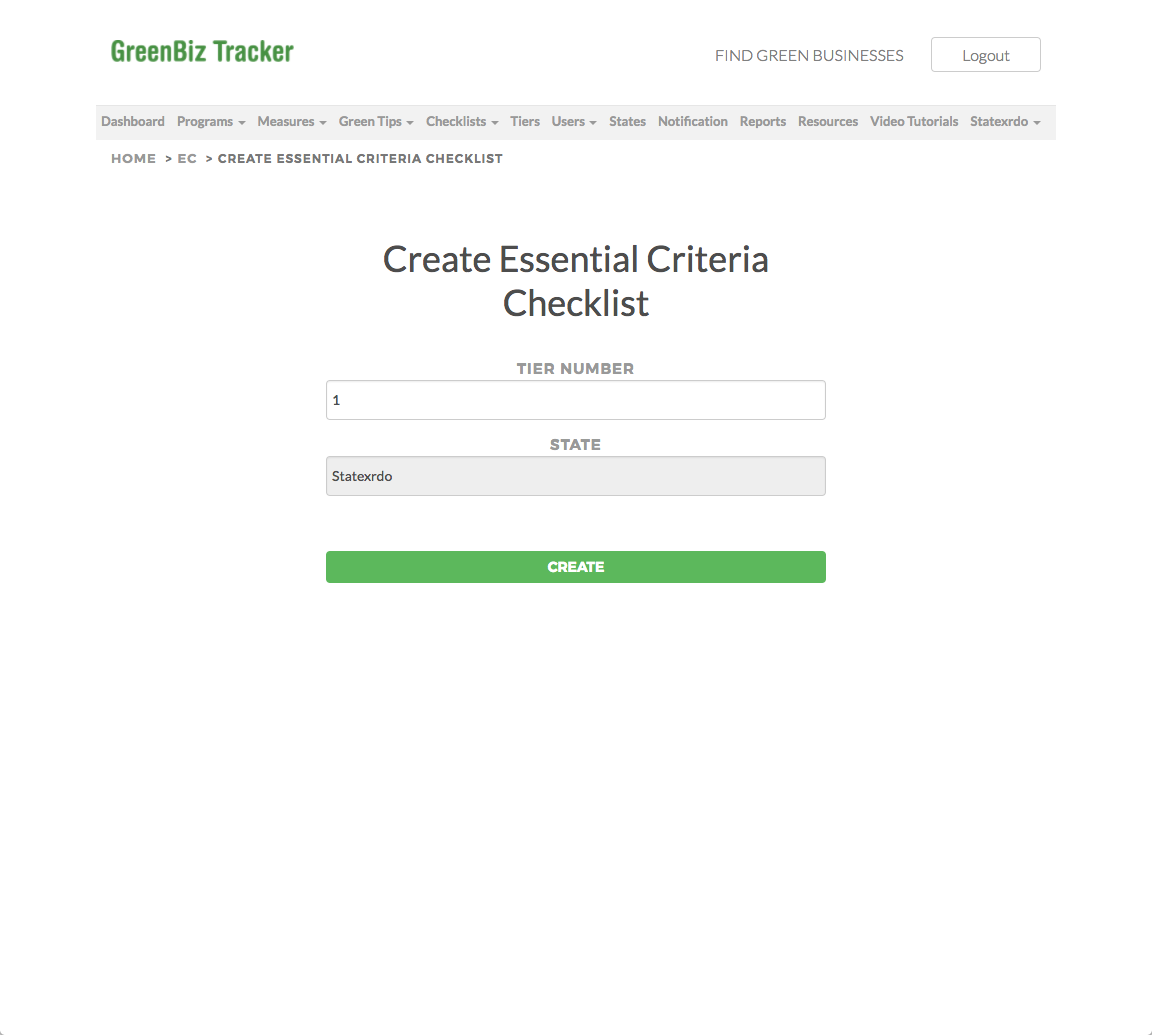 GreenBiz Tracker
FIND GREEN BUSINESSES
Logout
Dashboard Programs Measures Green Tips Checklists Tiers Users States Notification Reports Resources Video Tutorials Statexrdo
HOME > EC > CREATE ESSENTIAL CRITERIA CHECKLIST
Create Essential Criteria
Checklist
TIER NUMBER
1
STATE
Statexrdo
CREATE